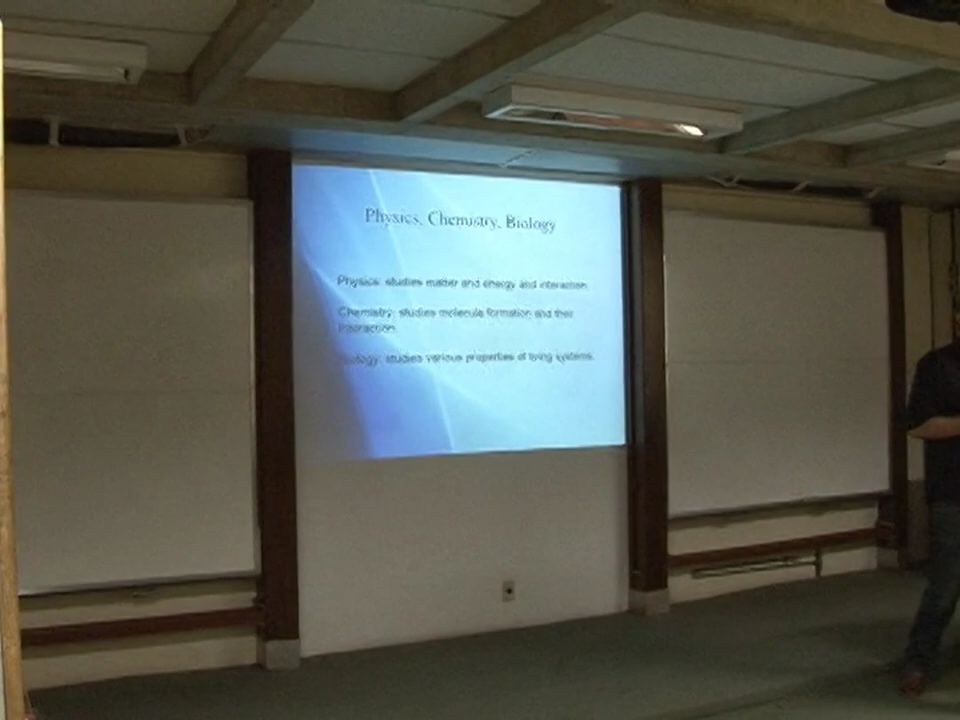 Physics, Chemistry, Biology
Physics: studies matter and energy and interaction.
Chemistry: studies molecule formation and their
interaction.
Biology: studies various properties of living systems.